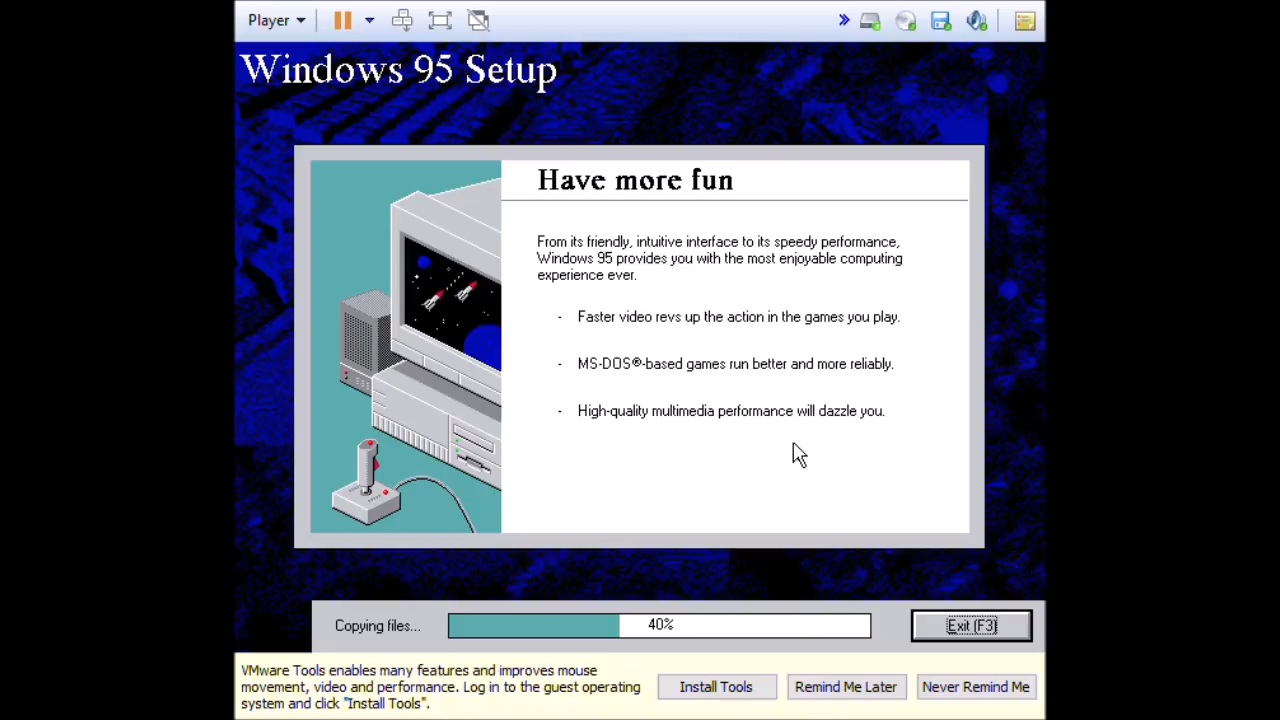 Player
Windows 95 Setup
Have more fun
From its friendly, intuitive interface to its speedy performance,
Windows 95 provides you with the most enjoyable computing
experience ever.
- Faster video revs up the action in the games you play.
- MS-DOS®-based games run better and more reliably.
- High-quality multimedia performance will dazzle you.
Copying files... 40% Exit (F3)
VMware Tools enables many features and improves mouse
movement, video and performance. Log in to the guest operating
system and click "Install Tools".
Install Tools Remind Me Later Never Remind Me